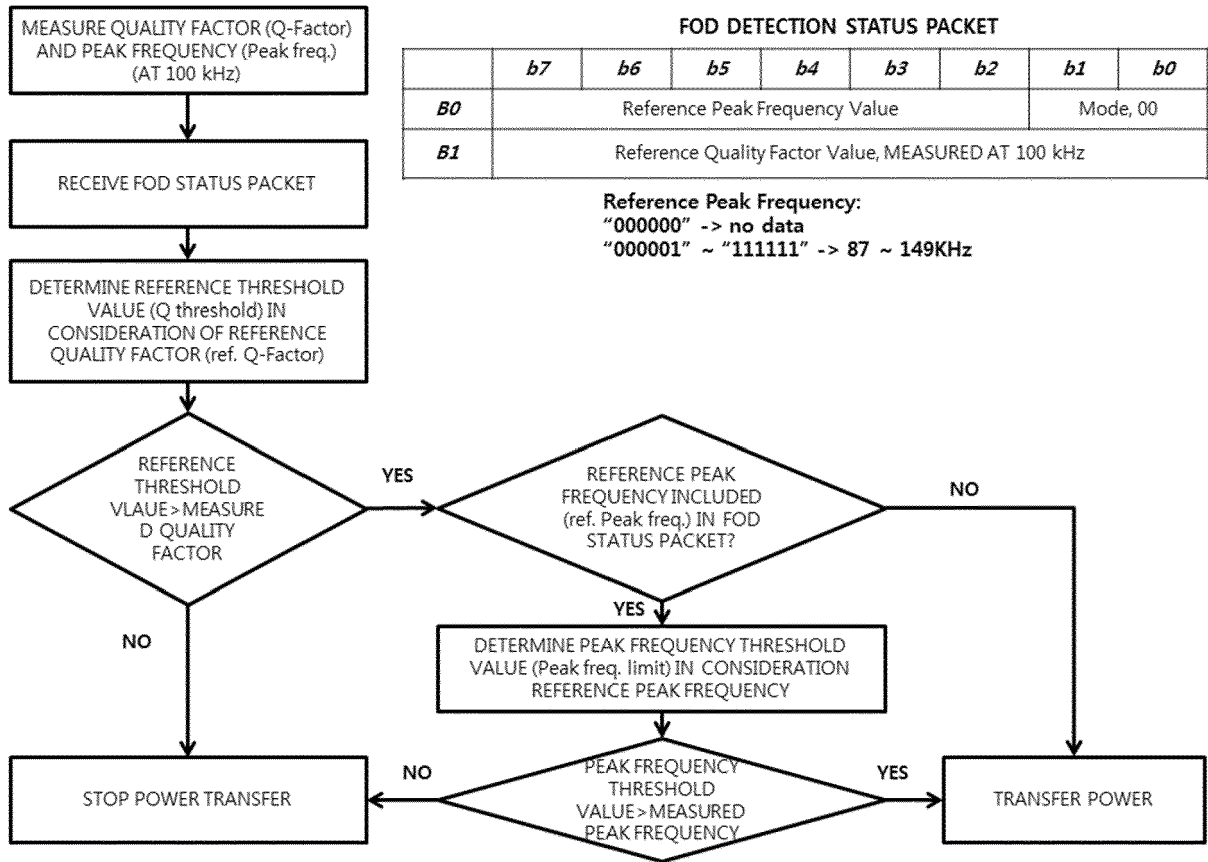 MEASURE QUALITY FACTOR (Q-Factor)
AND PEAK FREQUENCY (Peak freq.)
(AT 100 kHz)
RECEIVE FOD STATUS PACKET
DETERMINE REFERENCE THRESHOLD
VALUE (Q threshold) IN
CONSIDERATION OF REFERENCE
QUALITY FACTOR (ref. Q-Factor)
FOD DETECTION STATUS PACKET
b7 b6 b5 b4 b3 b2 b1 b0
B0 Reference Peak Frequency Value Mode, 00
B1 Reference Quality Factor Value, MEASURED AT 100 kHz
Reference Peak Frequency:
“000000” -> no data
“000001” ~ “111111” -> 87 ~ 149KHz
REFERENCE
THRESHOLD
VLAUE>MEASURE
D QUALITY
FACTOR
YES
NO
REFERENCE PEAK
FREQUENCY INCLUDED
(ref. Peak freq.) IN FOD
STATUS PACKET?
NO
YES
DETERMINE PEAK FREQUENCY THRESHOLD
VALUE (Peak freq. limit) IN CONSIDERATION
REFERENCE PEAK FREQUENCY
PEAK FREQUENCY
THRESHOLD
VALUE>MEASURED
PEAK FREQUENCY
NO
YES
STOP POWER TRANSFER
TRANSFER POWER